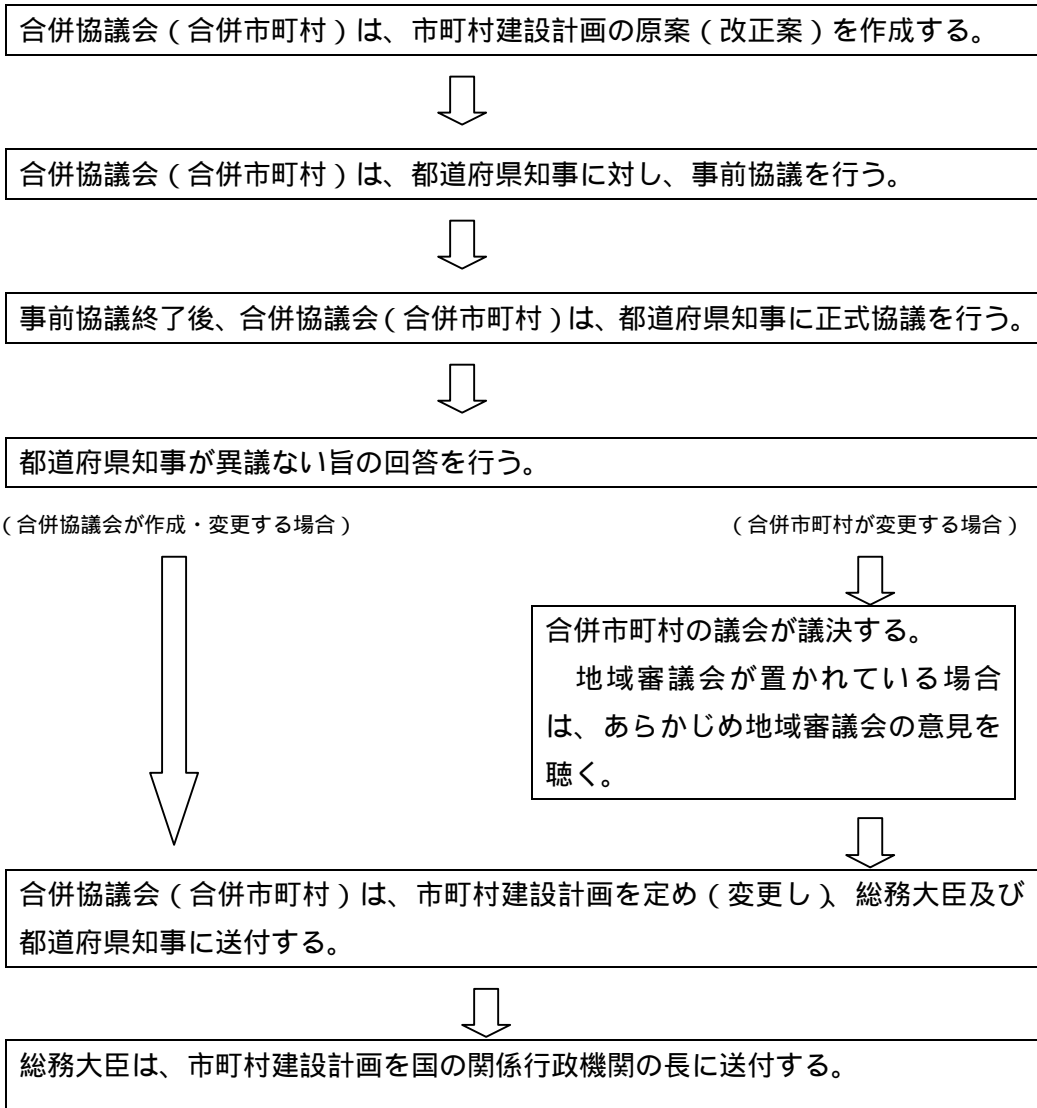 合併協議会（合併市町村）は、市町村建設計画の原案（改正案）を作成する。
合併協議会（合併市町村）は、都道府県知事に対し、事前協議を行う。
事前協議終了後、合併協議会（合併市町村）は、都道府県知事に正式協議を行う。
都道府県知事が異議ない旨の回答を行う。
（合併協議会が作成・変更する場合）
（合併市町村が変更する場合）
合併市町村の議会が議決する。
　地域審議会が置かれている場合
は、あらかじめ地域審議会の意見を
聴く。
合併協議会（合併市町村）は、市町村建設計画を定め（変更し）、総務大臣及び
都道府県知事に送付する。
総務大臣は、市町村建設計画を国の関係行政機関の長に送付する。